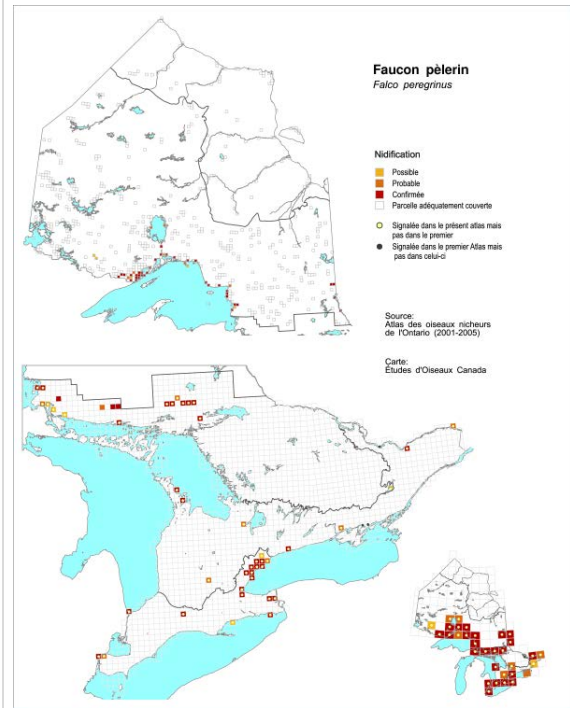 Faucon pèlerin
Falco peregrinus
Nidification
Possible
Probable
Confirmée
Parcelle adéquatement couverte
Signalée dans le présent atlas mais
pas dans le premier
Signalée dans le premier Atlas mais
pas dans celui-ci
Source:
Atlas des oiseaux nicheurs
de l'Ontario (2001-2005)
Carte:
Études d'Oiseaux Canada